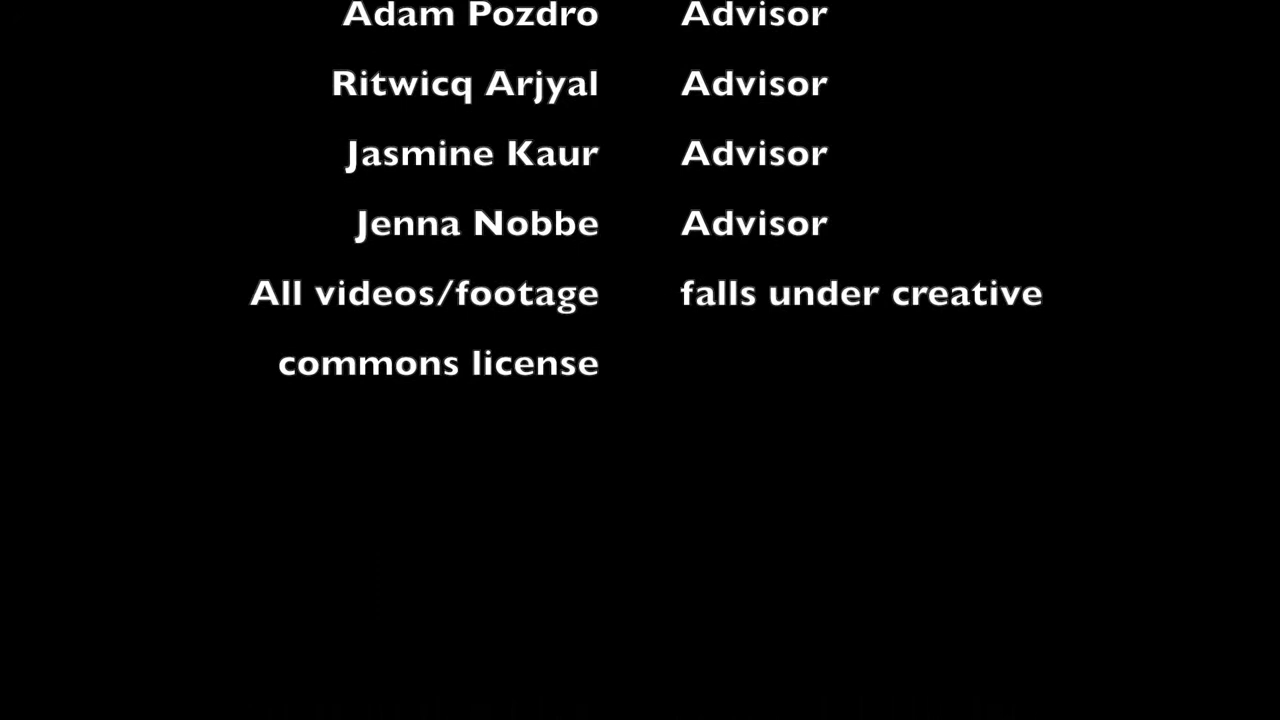 Adam Pozdro Advisor
Ritwicq Arjyal Advisor
Jasmine Kaur Advisor
Jenna Nobbe Advisor
All videos/footage falls under creative
commons license